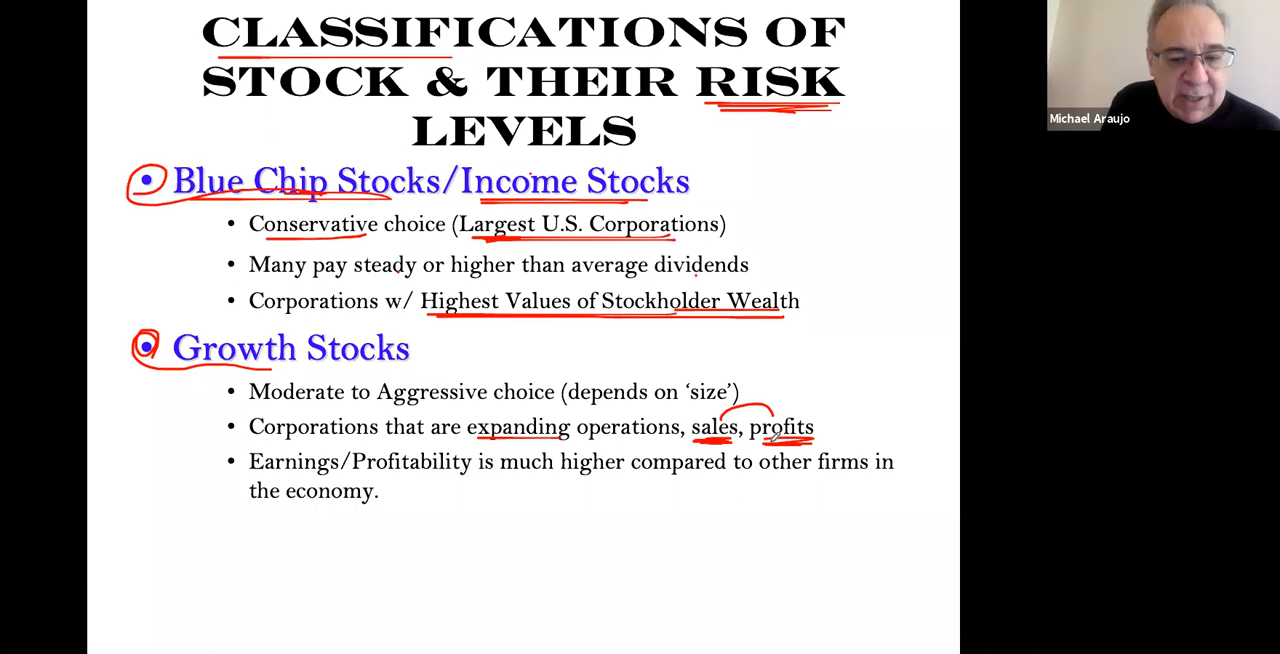 CLASSIFICATIONS OF
STOCK & THEIR RISK
LEVELS
• Blue Chip Stocks/Income Stocks
• Conservative choice (Largest U.S. Corporations)
• Many pay steady or higher than average dividends
• Corporations w/ Highest Values of Stockholder Wealth
• Growth Stocks
• Moderate to Aggressive choice (depends on ‘size’)
• Corporations that are expanding operations, sales, profits
• Earnings/Profitability is much higher compared to other firms in
the economy.
Michael Araujo